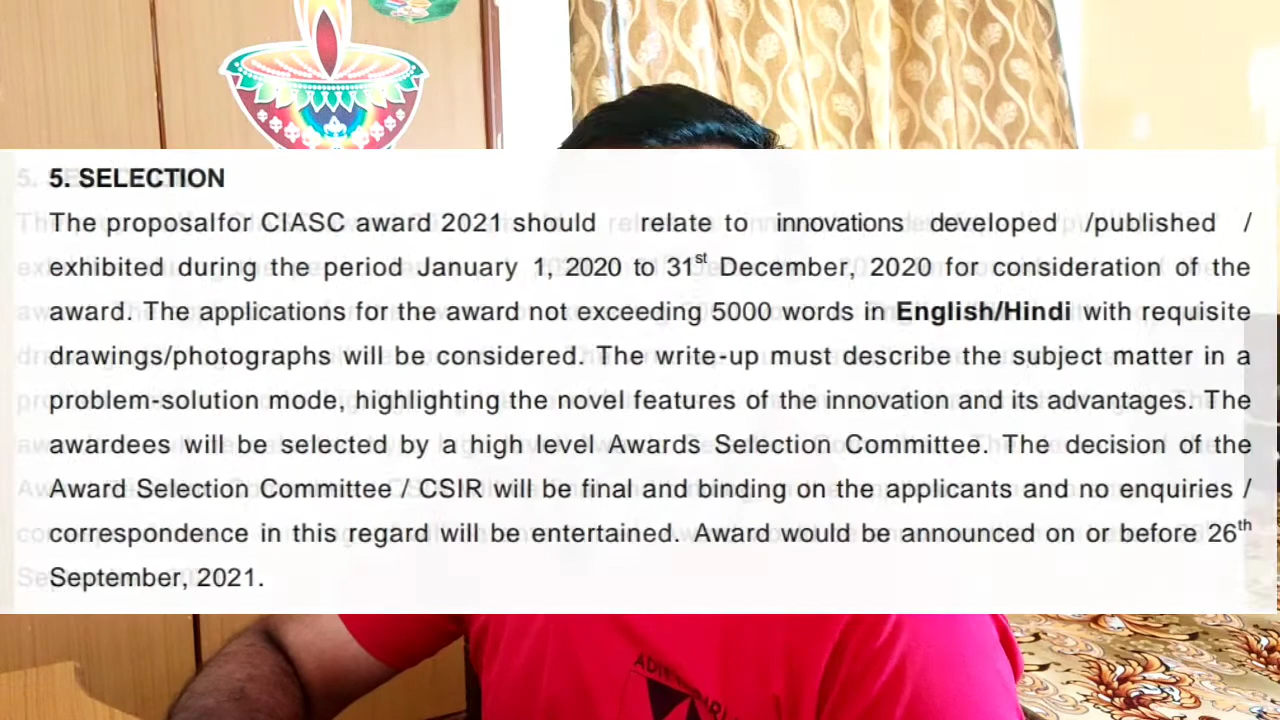 5. SELECTION
The proposalfor CIASC award 2021 should relate to innovations developed /published /
exhibited during the period January 1, 2020 to 31st December, 2020 for consideration of the
award. The applications for the award not exceeding 5000 words in English/Hindi with requisite
drawings/photographs will be considered. The write-up must describe the subject matter in a
problem-solution mode, highlighting the novel features of the innovation and its advantages. The
awardees will be selected by a high level Awards Selection Committee. The decision of the
Award Selection Committee / CSIR will be final and binding on the applicants and no enquiries /
correspondence in this regard will be entertained. Award would be announced on or before 26th
September, 2021.